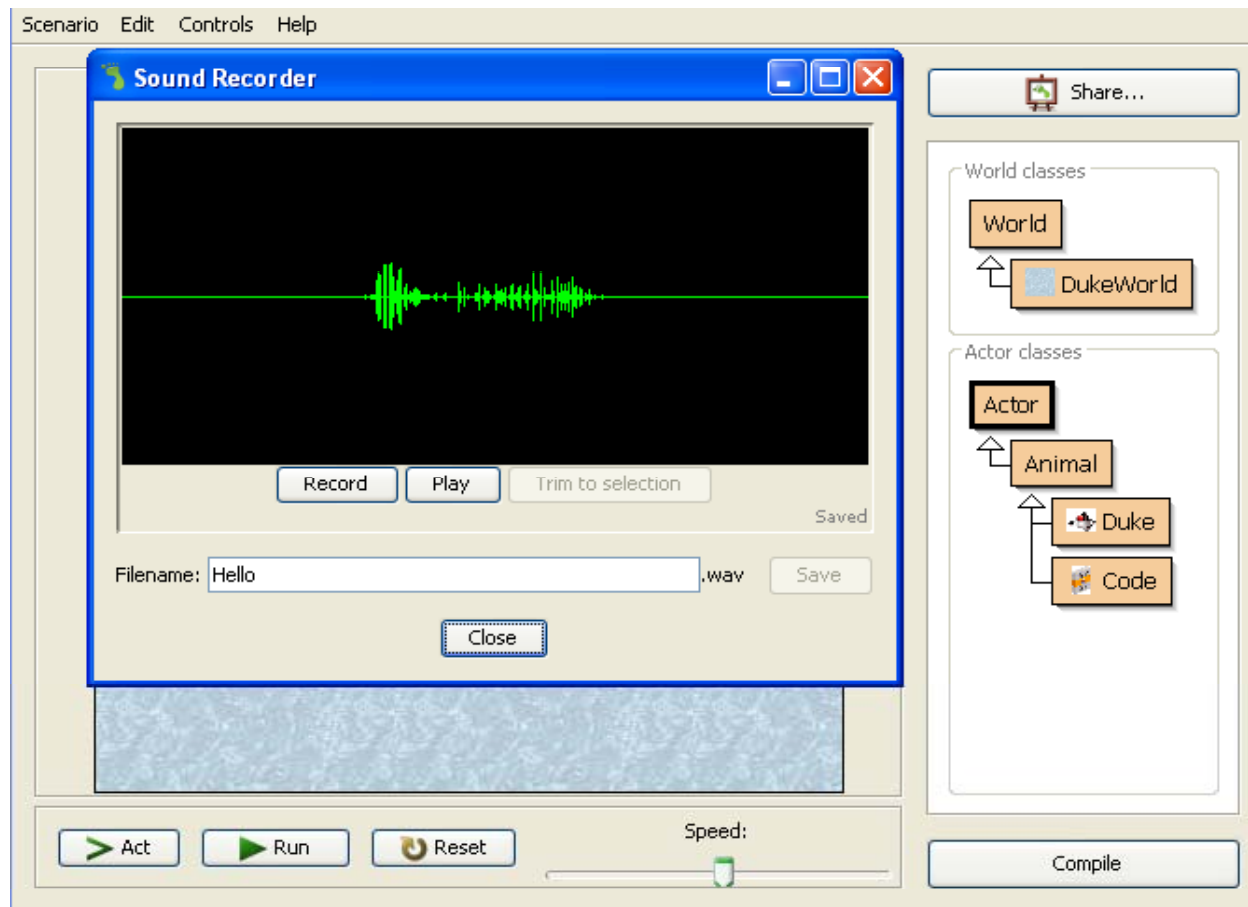 Scenario Edit Controls Help
Sound Recorder
Share...
World classes
World
DukeWorld
Actor classes
Actor
Animal
Duke
Code
Record Play Trim to selection
Saved
Filename: Hello .wav Save
Close
Act Run Reset Speed:
Compile